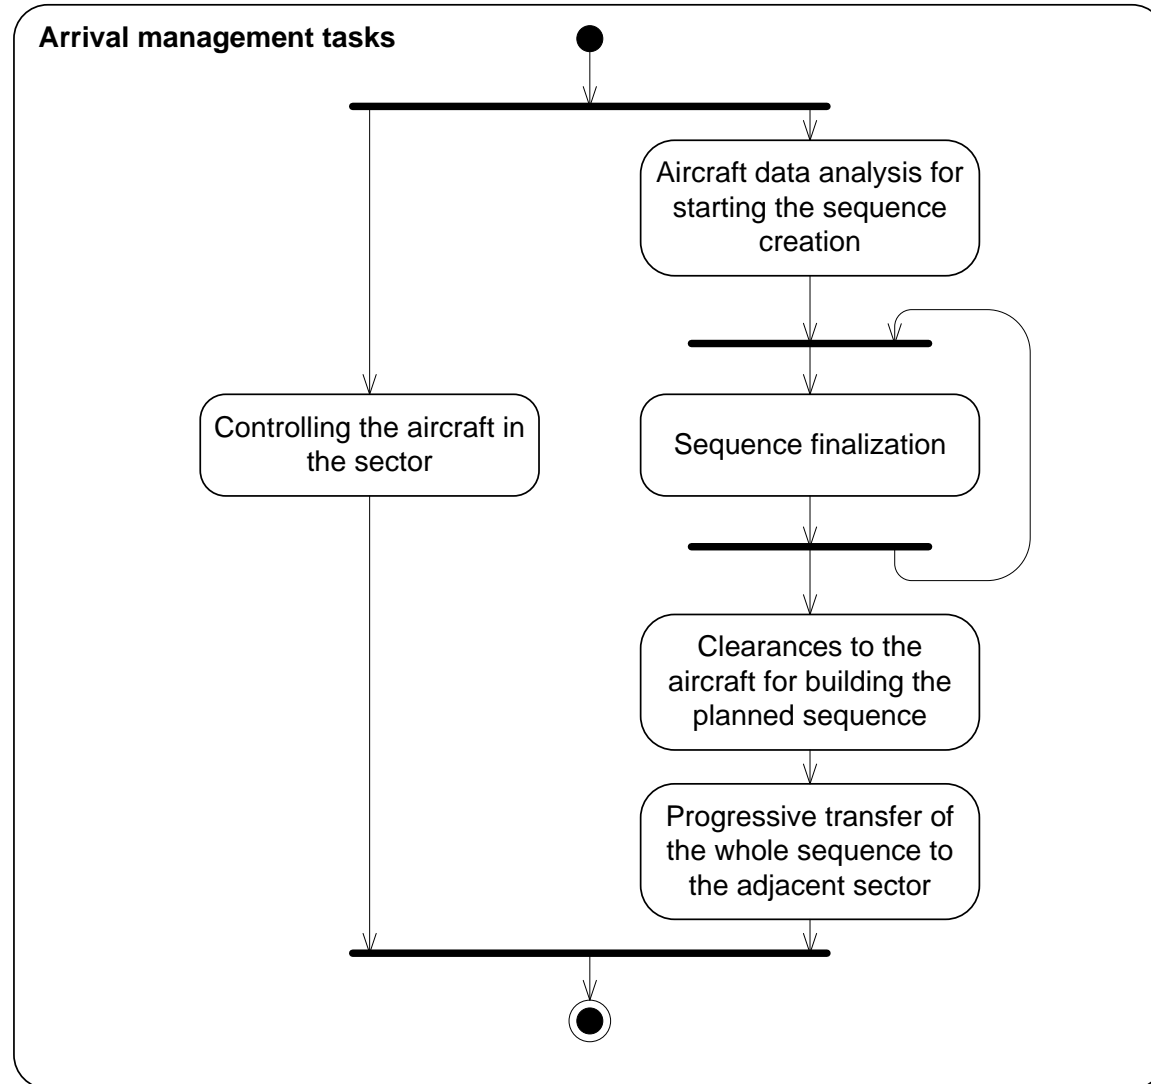 Arrival management tasks
Aircraft data analysis for
starting the sequence
creation
Controlling the aircraft in
the sector
Sequence finalization
Clearances to the
aircraft for building the
planned sequence
Progressive transfer of
the whole sequence to
the adjacent sector